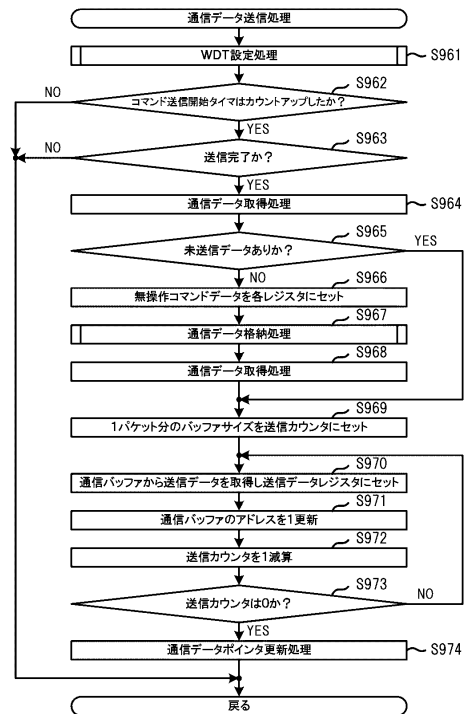 通信データ送信処理
WDT設定処理
S961
S962
NO
コマンド送信開始タイマはカウントアップしたか？
YES
S963
NO
送信完了か？
YES
通信データ取得処理
S964
S965
未送信データありか？
YES
NO
S966
無操作コマンドデータを各レジスタにセット
S967
通信データ格納処理
S968
通信データ取得処理
S969
1パケット分のバッファサイズを送信カウンタにセット
S970
通信バッファから送信データを取得し送信データレジスタにセット
S971
通信バッファのアドレスを1更新
S972
送信カウンタを1減算
S973
送信カウンタは0か？
NO
YES
通信データポインタ更新処理
S974
戻る